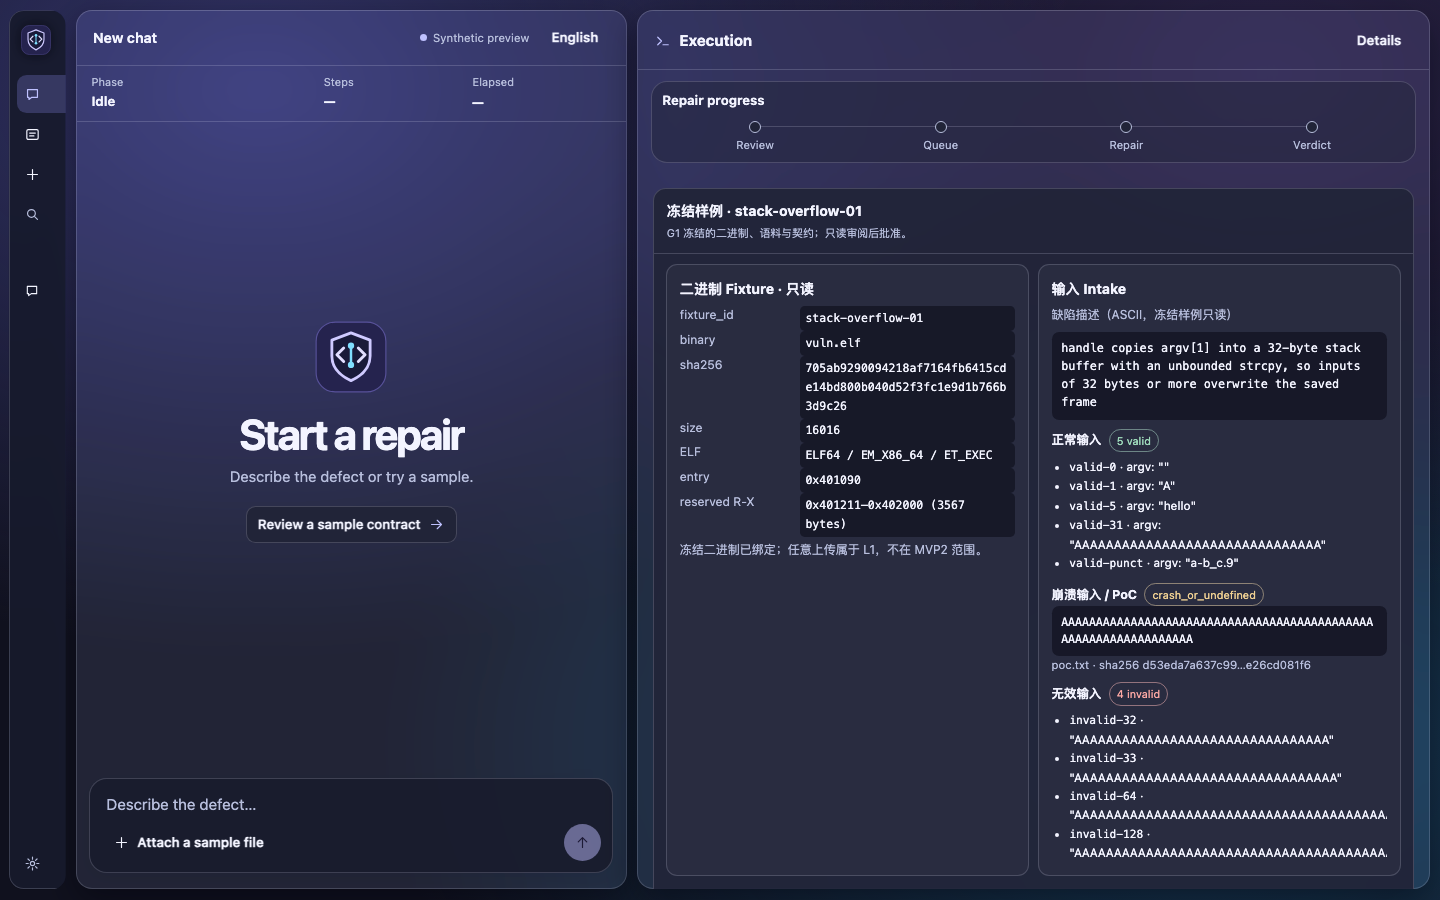 New chat
Synthetic preview
English
Phase
Steps
Elapsed
Idle
—
—
Start a repair
Describe the defect or try a sample.
Review a sample contract →
Describe the defect...
Attach a sample file
Execution
Details
Repair progress
Review
Queue
Repair
Verdict
冻结样例 · stack-overflow-01
G1 冻结的二进制、语料与契约；只读审阅后批准。
二进制 Fixture · 只读
fixture_id
stack-overflow-01
binary
vuln.elf
sha256
705ab9290094218af7164fb6415cd
e14bd800b040d52f3fc1e9d1b766b
3d9c26
size
16016
ELF
ELF64 / EM_X86_64 / ET_EXEC
entry
0x401090
reserved R-X
0x401211—0x402000 (3567
bytes)
冻结二进制已绑定；任意上传属于 L1，不在 MVP2 范围。
输入 Intake
缺陷描述（ASCII，冻结样例只读）
handle copies argv[1] into a 32-byte stack
buffer with an unbounded strcpy, so inputs
of 32 bytes or more overwrite the saved
frame
正常输入 5 valid
• valid-0 · argv: ""
• valid-1 · argv: "A"
• valid-5 · argv: "hello"
• valid-31 · argv:
"AAAAAAAAAAAAAAAAAAAAAAAAAAAAAAA"
• valid-punct · argv: "a-b_c.9"
崩溃输入 / PoC crash_or_undefined
AAAAAAAAAAAAAAAAAAAAAAAAAAAAAAAAAAAAAAAAAAAAA
AAAAAAAAAAAAAAAAAAA
poc.txt · sha256 d53eda7a637c99…e26cd081f6
无效输入 4 invalid
• invalid-32 ·
"AAAAAAAAAAAAAAAAAAAAAAAAAAAAAAAA"
• invalid-33 ·
"AAAAAAAAAAAAAAAAAAAAAAAAAAAAAAAAA"
• invalid-64 ·
"AAAAAAAAAAAAAAAAAAAAAAAAAAAAAAAAAAAAAAA
• invalid-128 ·
"AAAAAAAAAAAAAAAAAAAAAAAAAAAAAAAAAAAAAAA